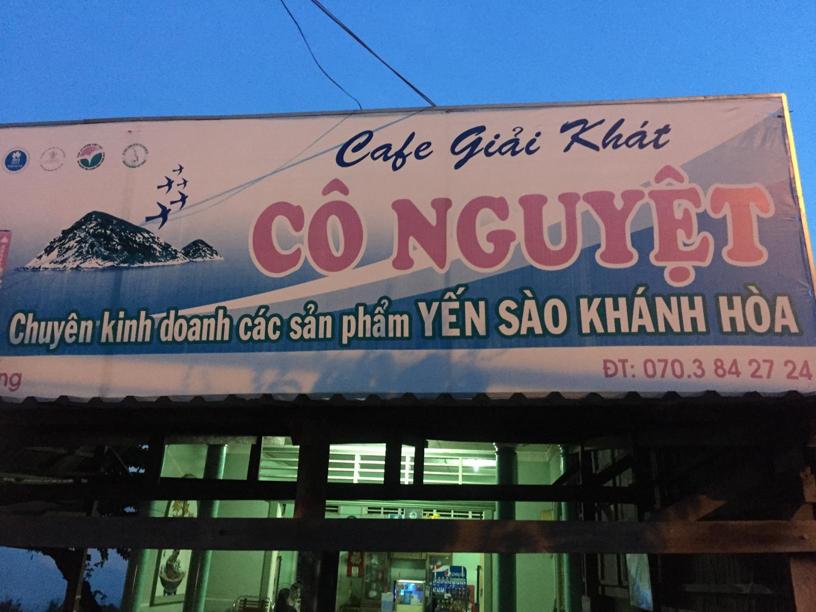 Cafe Giải Khát
CÔ NGUYỆT
Chuyên kinh doanh các sản phẩm YẾN SÀO KHÁNH HÒA
ĐT: 070.3 84 27 24